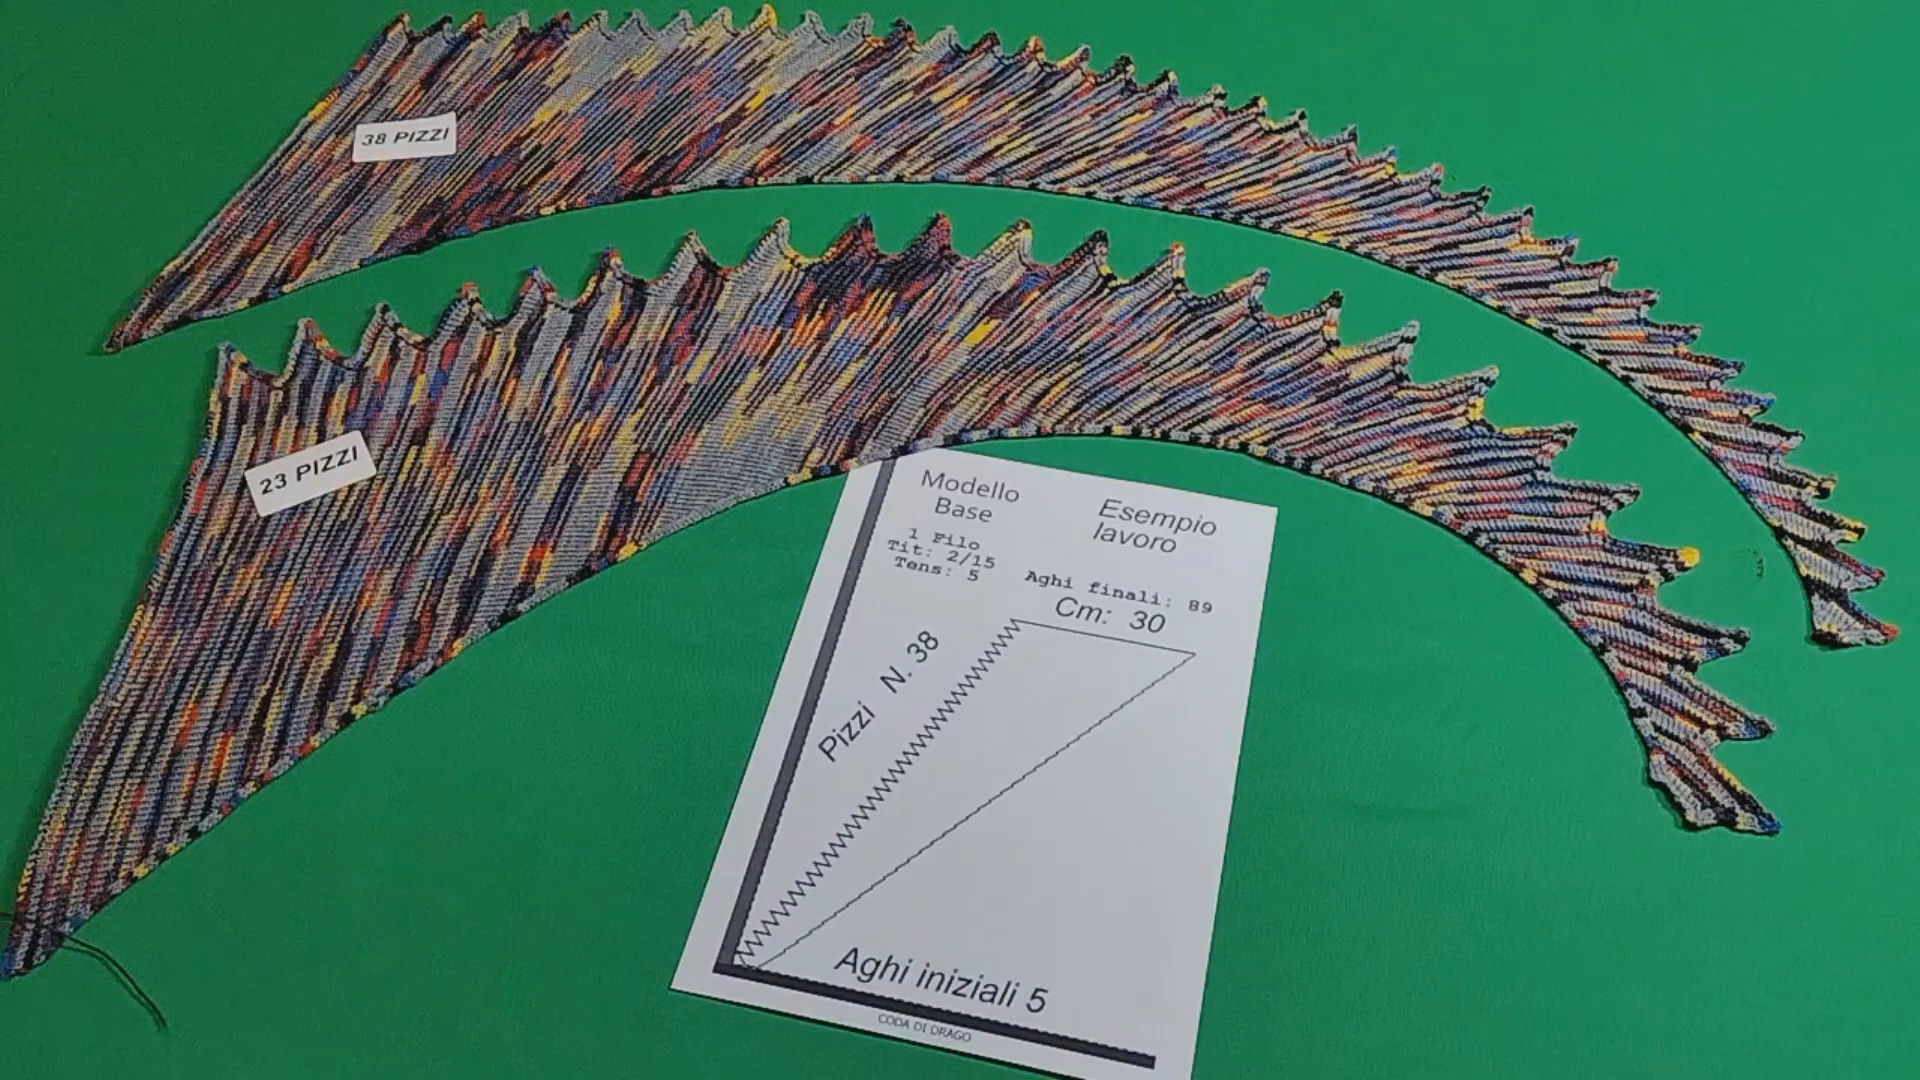 38 PIZZI
23 PIZZI
Modello
Base
Esempio
lavoro
1 Filo
Tit: 2/15
Tens: 5
Aghi finali: 89
Cm: 30
Pizzi N. 38
Aghi iniziali 5
CODA DI DRAGO